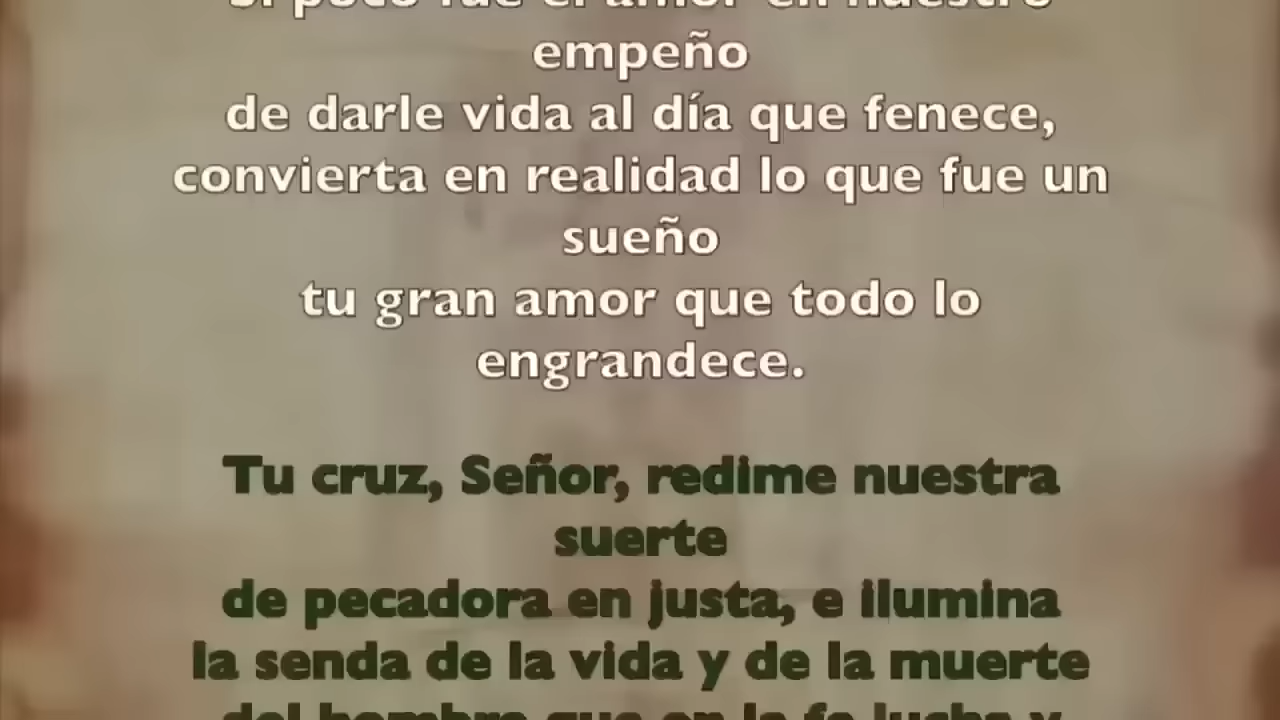 Si poco fue el amor en nuestro
empeño
de darle vida al día que fenece,
convierta en realidad lo que fue un
sueño
tu gran amor que todo lo
engrandece.
Tu cruz, Señor, redime nuestra
suerte
de pecadora en justa, e ilumina
la senda de la vida y de la muerte
del hombre que en la fe lucha y